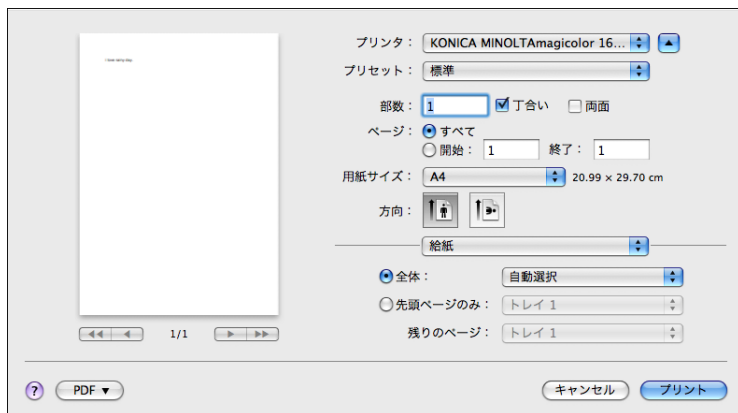 プリンタ： KONICA MINOLTAmagicolor 16...
プリセット： 標準
部数： 1 丁合い 両面
ページ： すべて
開始： 1 終了： 1
用紙サイズ： A4 20.99 × 29.70 cm
方向：
給紙
全体： 自動選択
先頭ページのみ： トレイ 1
残りのページ： トレイ 1
1/1
? PDF ▼ キャンセル プリント